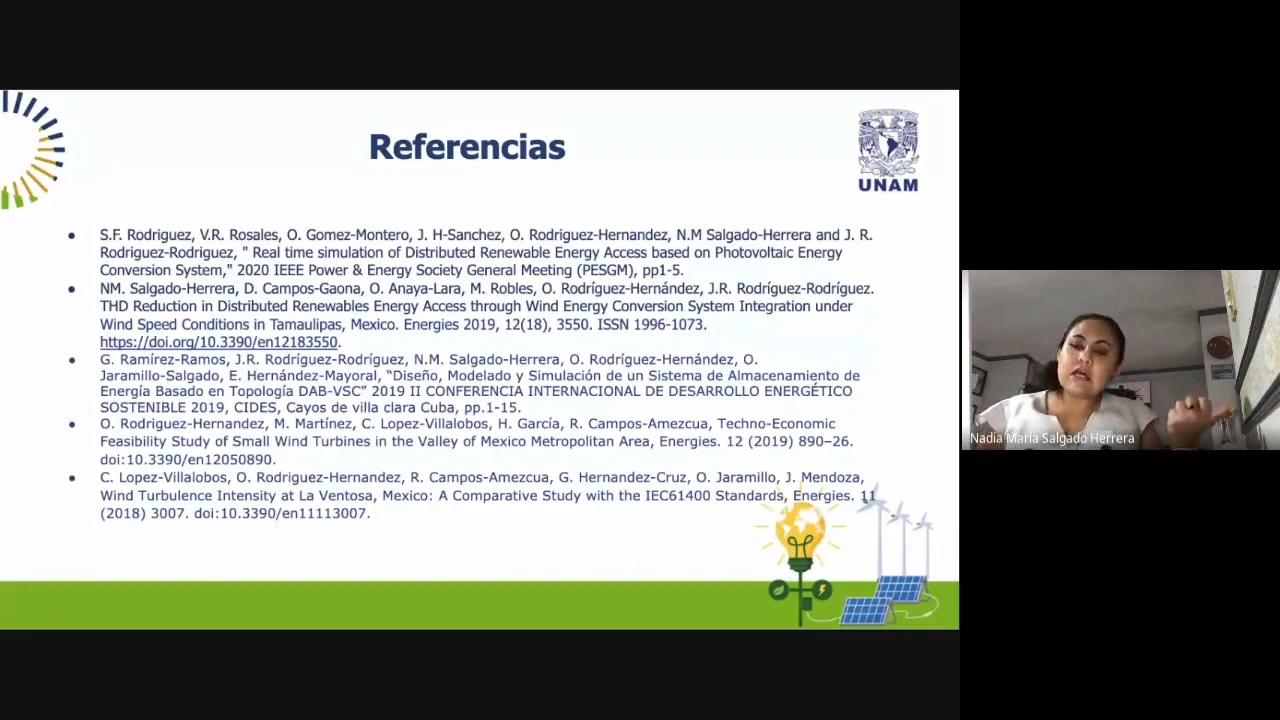 Referencias
UNAM
• S.F. Rodriguez, V.R. Rosales, O. Gomez-Montero, J. H-Sanchez, O. Rodriguez-Hernandez, N.M Salgado-Herrera and J. R.
Rodriguez-Rodriguez, " Real time simulation of Distributed Renewable Energy Access based on Photovoltaic Energy
Conversion System," 2020 IEEE Power & Energy Society General Meeting (PESGM), pp1-5.
• NM. Salgado-Herrera, D. Campos-Gaona, O. Anaya-Lara, M. Robles, O. Rodríguez-Hernández, J.R. Rodríguez-Rodríguez.
THD Reduction in Distributed Renewables Energy Access through Wind Energy Conversion System Integration under
Wind Speed Conditions in Tamaulipas, Mexico. Energies 2019, 12(18), 3550. ISSN 1996-1073.
https://doi.org/10.3390/en12183550.
• G. Ramírez-Ramos, J.R. Rodríguez-Rodríguez, N.M. Salgado-Herrera, O. Rodríguez-Hernández, O.
Jaramillo-Salgado, E. Hernández-Mayoral, “Diseño, Modelado y Simulación de un Sistema de Almacenamiento de
Energía Basado en Topología DAB-VSC” 2019 II CONFERENCIA INTERNACIONAL DE DESARROLLO ENERGÉTICO
SOSTENIBLE 2019, CIDES, Cayos de villa clara Cuba, pp.1-15.
• O. Rodriguez-Hernandez, M. Martínez, C. Lopez-Villalobos, H. García, R. Campos-Amezcua, Techno-Economic
Feasibility Study of Small Wind Turbines in the Valley of Mexico Metropolitan Area, Energies. 12 (2019) 890–26.
doi:10.3390/en12050890.
• C. Lopez-Villalobos, O. Rodriguez-Hernandez, R. Campos-Amezcua, G. Hernandez-Cruz, O. Jaramillo, J. Mendoza,
Wind Turbulence Intensity at La Ventosa, Mexico: A Comparative Study with the IEC61400 Standards, Energies. 11
(2018) 3007. doi:10.3390/en11113007.
Nadia María Salgado Herrera